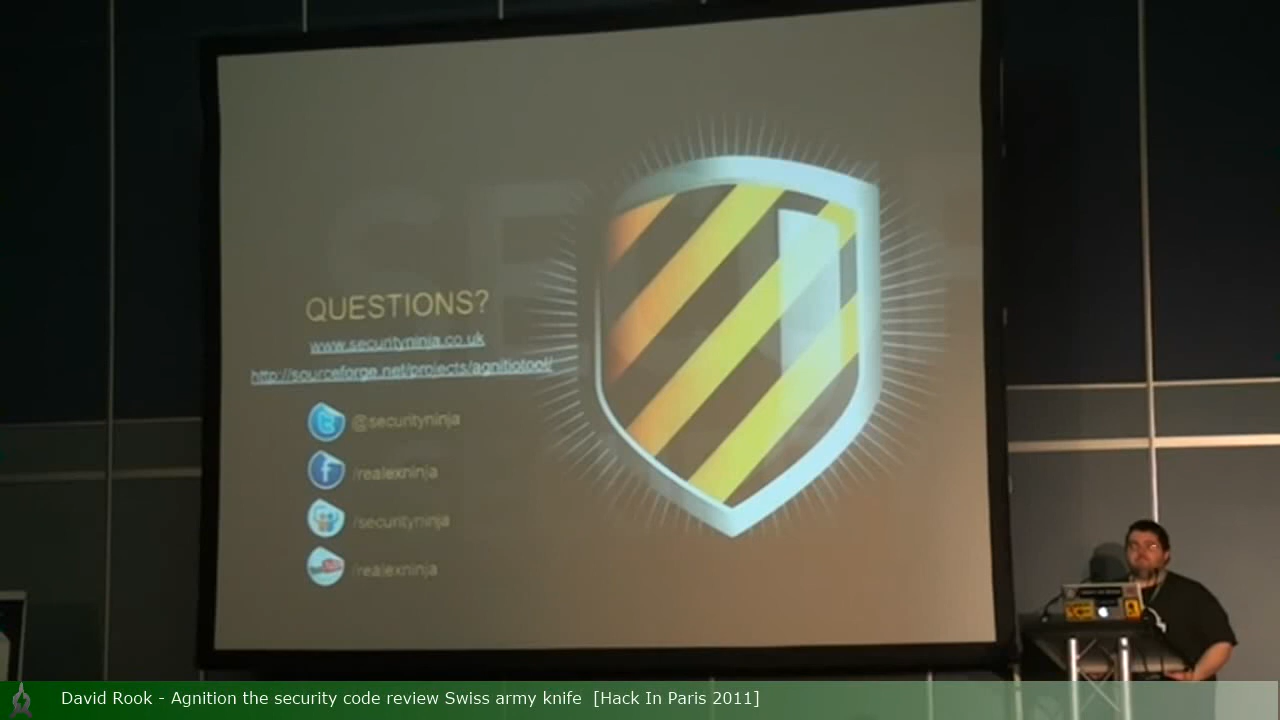 QUESTIONS?
www.securityninja.co.uk
http://sourceforge.net/projects/agnitiotool/
@securityninja
/realexninja
/securityninja
/realexninja
David Rook - Agnition the security code review Swiss army knife [Hack In Paris 2011]